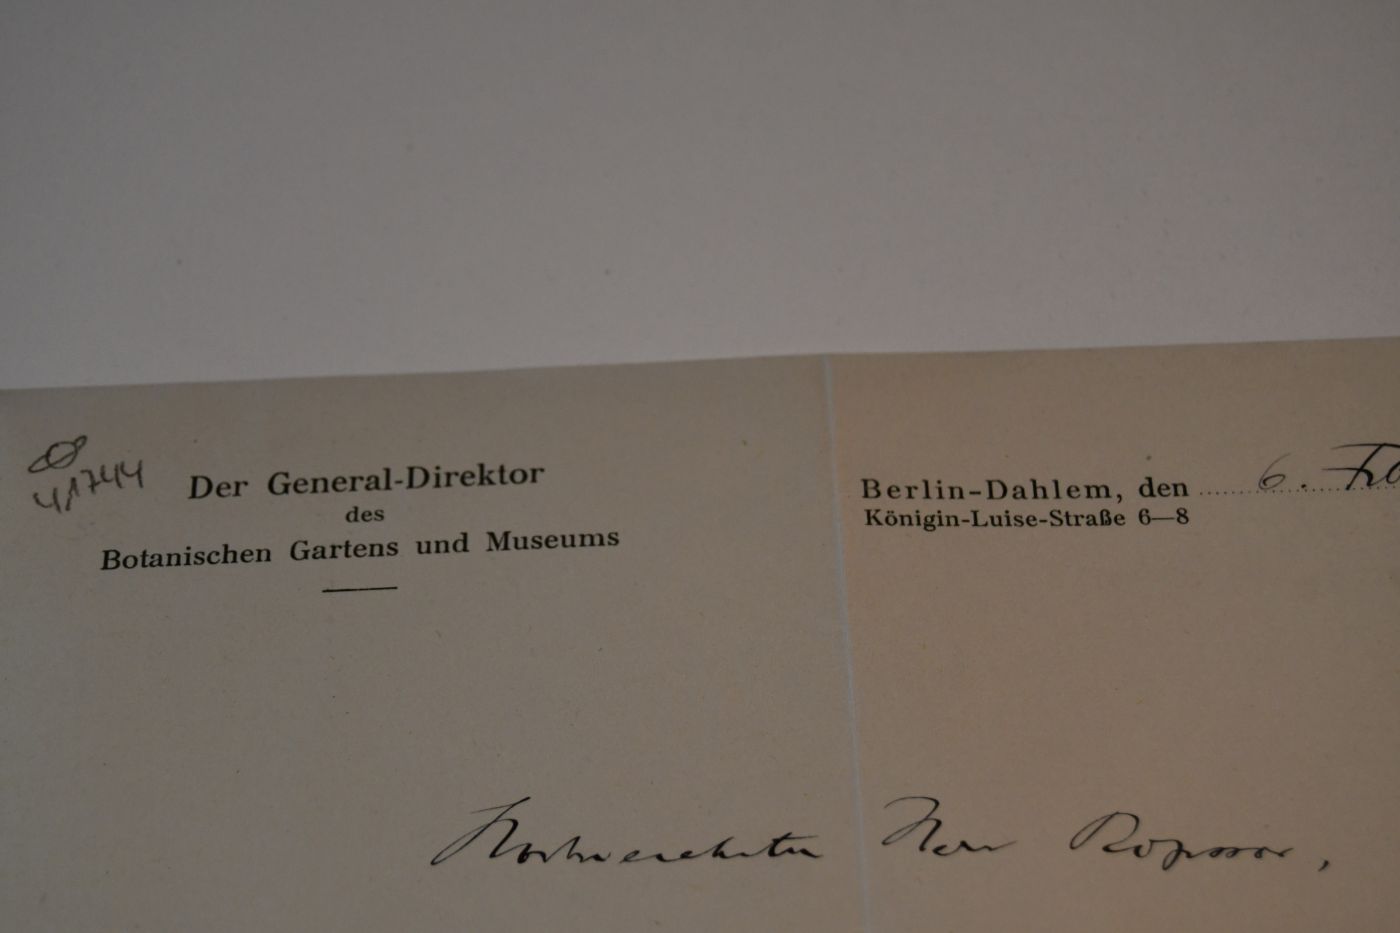 41744
Der General-Direktor
des
Botanischen Gartens und Museums
Berlin-Dahlem, den 6.
Königin-Luise-Straße 6—8
Hochverehrter Herr